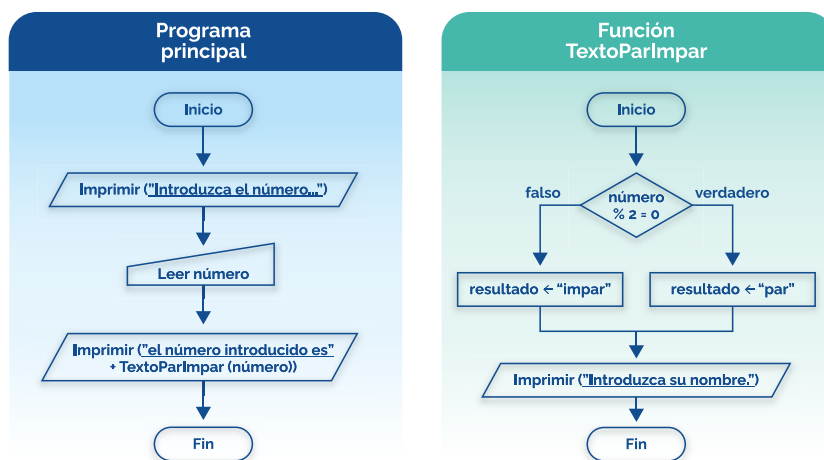 Programa
principal
Inicio
Imprimir ("Introduzca el número...")
Leer número
Imprimir ("el número introducido es"
+ TextoParImpar (número))
Fin
Función
TextoParImpar
Inicio
falso
número
% 2 = 0
verdadero
resultado ← “impar”
resultado ← “par”
Imprimir ("Introduzca su nombre.")
Fin